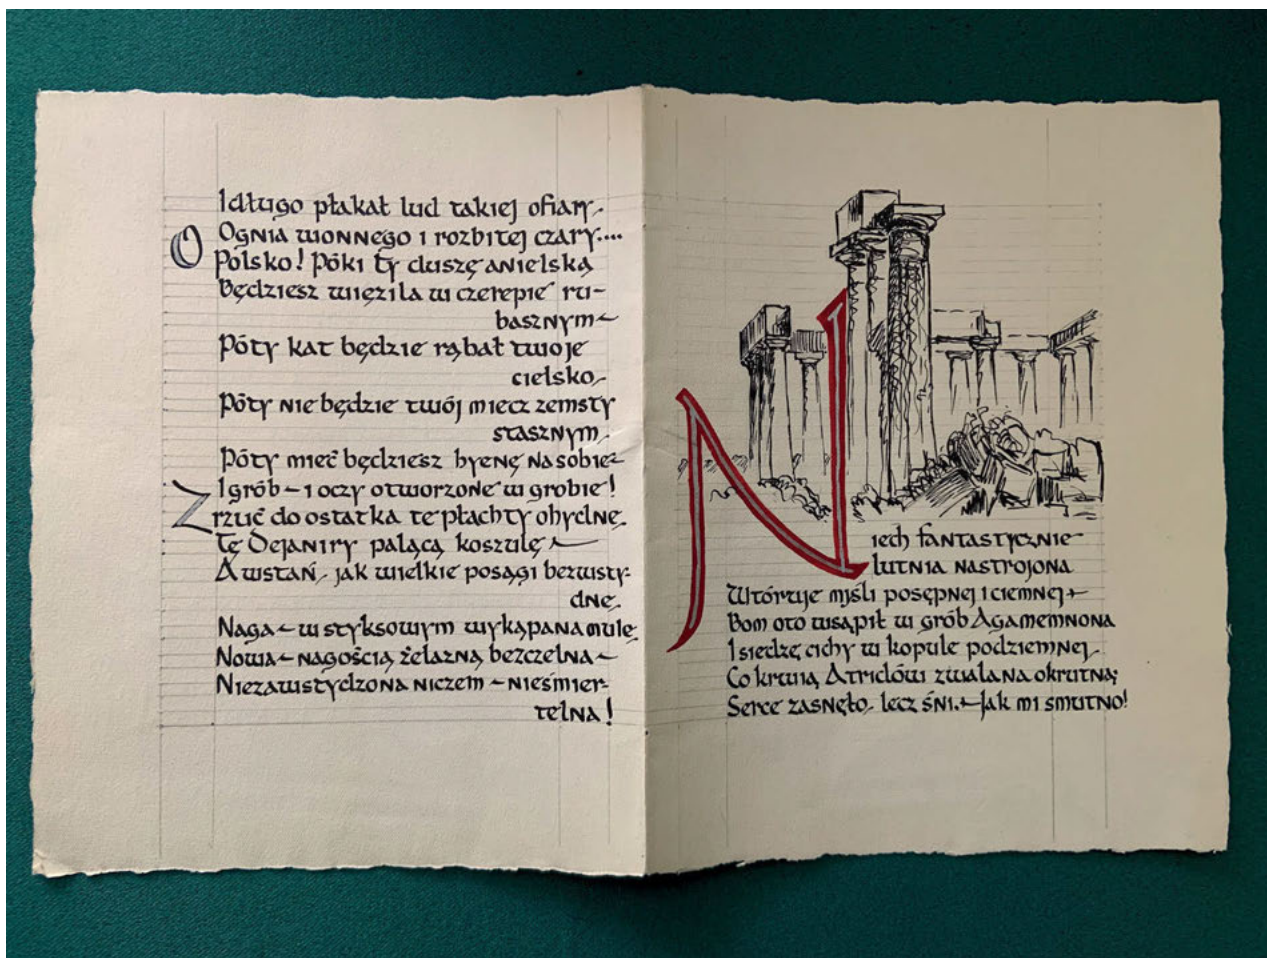 I długo płakał lud takiej ofiary,
Ognia wonnego i rozbitej czary....
O Polsko! Póki ty duszę anielską
Będziesz więziła w czerepie ru-
basznym —
Póty kat będzie rąbał twoje
cielsko,
Póty nie będzie twój miecz zemsty
stasznym,
Póty mieć będziesz hyenę na sobie —
I grób — i oczy otworzone w grobie!
Zrzuć do ostatka te płachty ohydne,
Tę Dejaniry palącą koszulę —
A wstań, jak wielkie posągi bezwsty-
dne,
Naga — w styksowym wykąpana mule,
Nowa — nagością żelazną bezczelna —
Niezawstydzona niczem — nieśmier-
telna!
Niech fantastycznie
lutnia nastrojona
Wtóruje myśli posępnej i ciemnej —
Bom oto wsąpił w grób Agamemnona
I siedzę cichy w kopule podziemnej,
Co krwią Atridów zwalana okrutną;
Serce zasnęło, lecz śni. — Jak mi smutno!